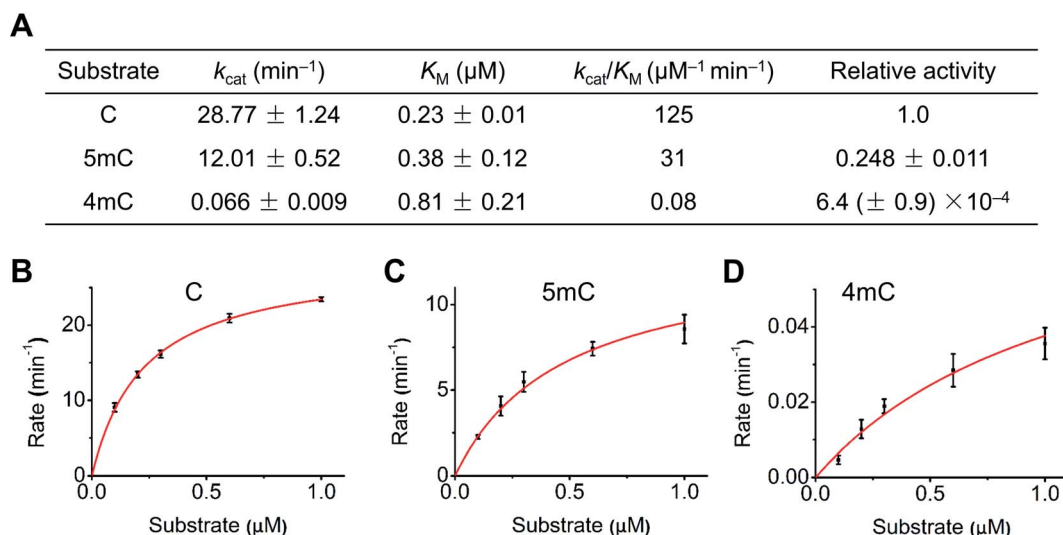 A
Substrate kcat (min−1) KM (μM) kcat/KM (μM−1 min−1) Relative activity
C 28.77 ± 1.24 0.23 ± 0.01 125 1.0
5mC 12.01 ± 0.52 0.38 ± 0.12 31 0.248 ± 0.011
4mC 0.066 ± 0.009 0.81 ± 0.21 0.08 6.4 (± 0.9) ×10−4
B
C
Rate (min-1)
20
10
0
0.0 0.5 1.0
Substrate (μM)
C
5mC
Rate (min-1)
10
5
0
0.0 0.5 1.0
Substrate (μM)
D
4mC
Rate (min-1)
0.04
0.02
0.00
0.0 0.5 1.0
Substrate (μM)